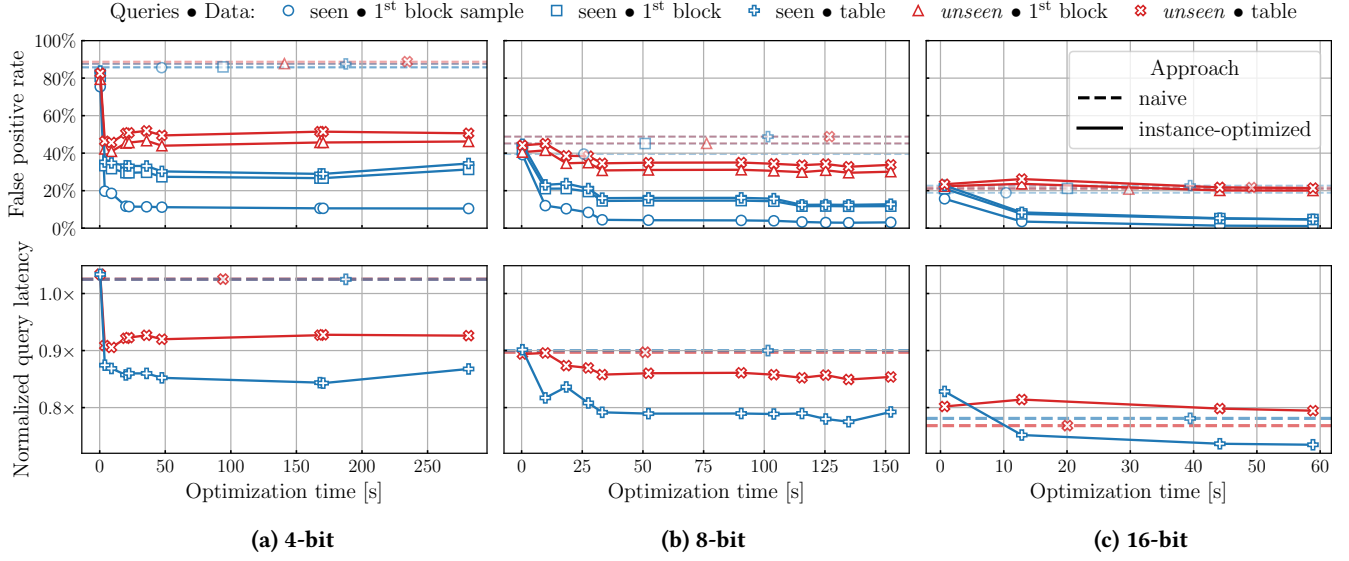 Queries ● Data: seen ● 1st block sample seen ● 1st block seen ● table unseen ● 1st block unseen ● table
False positive rate
100%
80%
60%
40%
20%
0%
Approach
naive
instance-optimized
Normalized query latency
1.0×
0.9×
0.8×
0 50 100 150 200 250
0 25 50 75 100 125 150
0 10 20 30 40 50 60
Optimization time [s] Optimization time [s] Optimization time [s]
(a) 4-bit (b) 8-bit (c) 16-bit